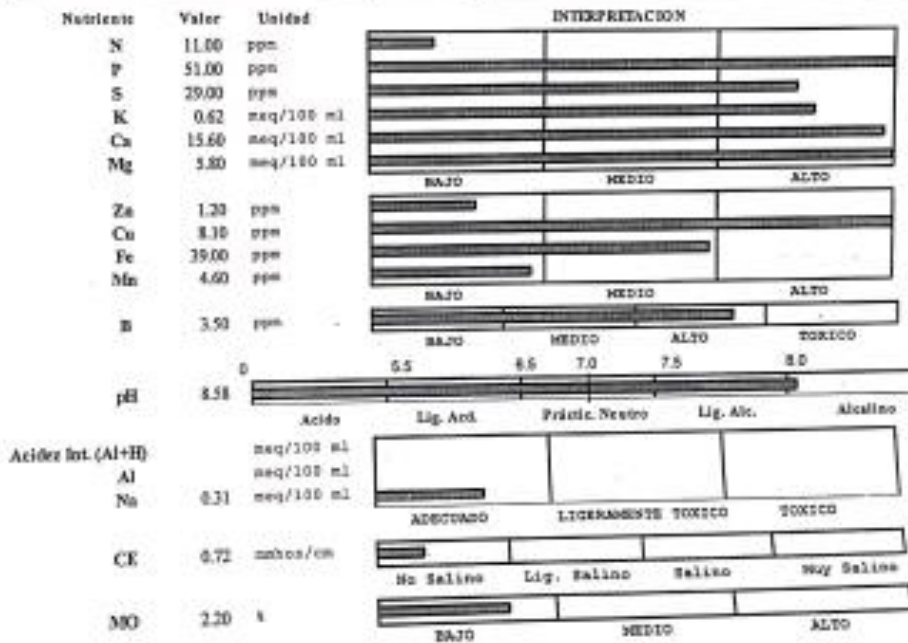 Nutriente Valor Unidad INTERPRETACION
N 11.00 ppm
P 51.00 ppm
S 29.00 ppm
K 0.62 meq/100 ml
Ca 15.60 meq/100 ml
Mg 5.80 meq/100 ml
BAJO MEDIO ALTO
Zn 1.20 ppm
Cu 8.10 ppm
Fe 39.00 ppm
Mn 4.60 ppm
BAJO MEDIO ALTO
B 3.50 ppm
BAJO MEDIO ALTO TOXICO
0 5.5 6.5 7.0 7.5 8.0
pH 8.58
Acido Lig. Acd. Práctic. Neutro Lig. Alc. Alcalino
Acidez Int. (Al+H) meq/100 ml
Al meq/100 ml
Na 0.31 meq/100 ml
ADECUADO LIGERAMENTE TOXICO TOXICO
CE 0.72 mmhos/cm
No Salino Lig. Salino Salino Muy Salino
MO 2.20 %
BAJO MEDIO ALTO